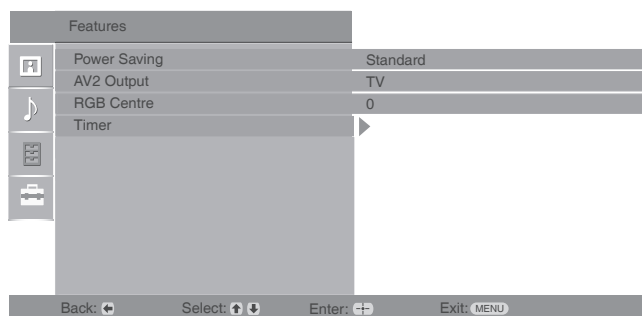 Features
Power Saving Standard
AV2 Output TV
RGB Centre 0
Timer
Back: Select: Enter: Exit: MENU